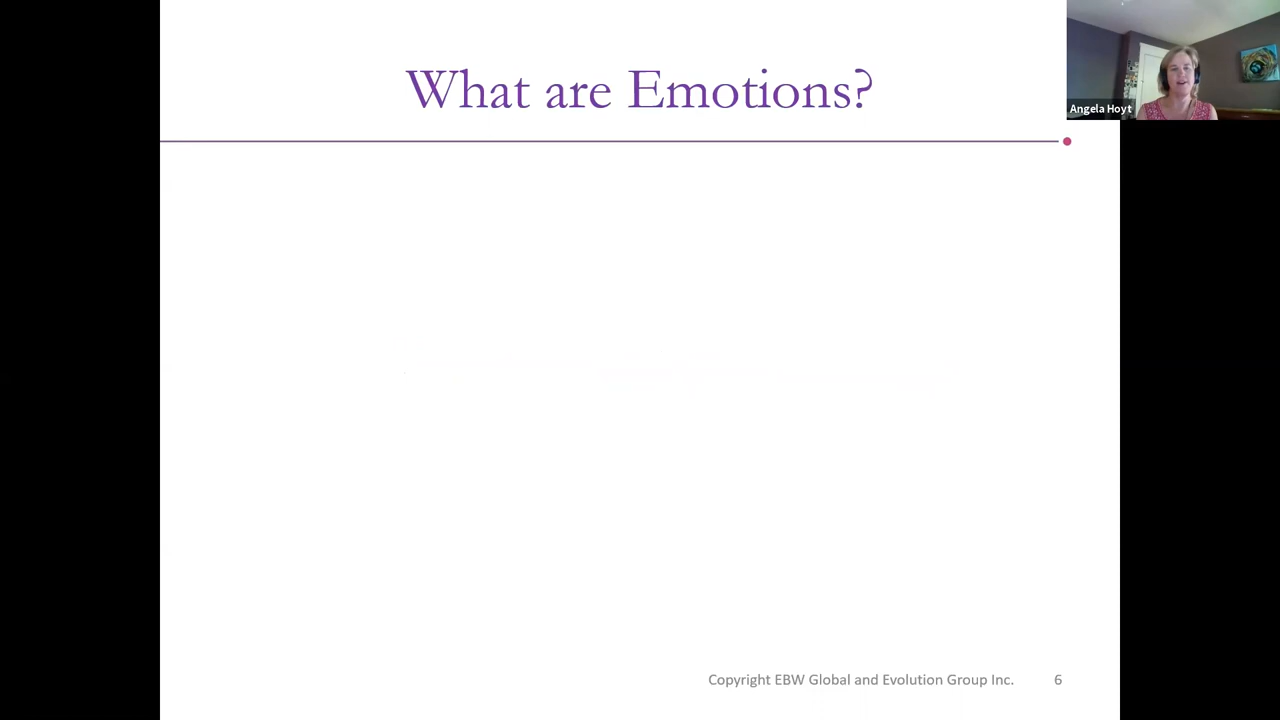 What are Emotions?
Angela Hoyt
Copyright EBW Global and Evolution Group Inc. 6